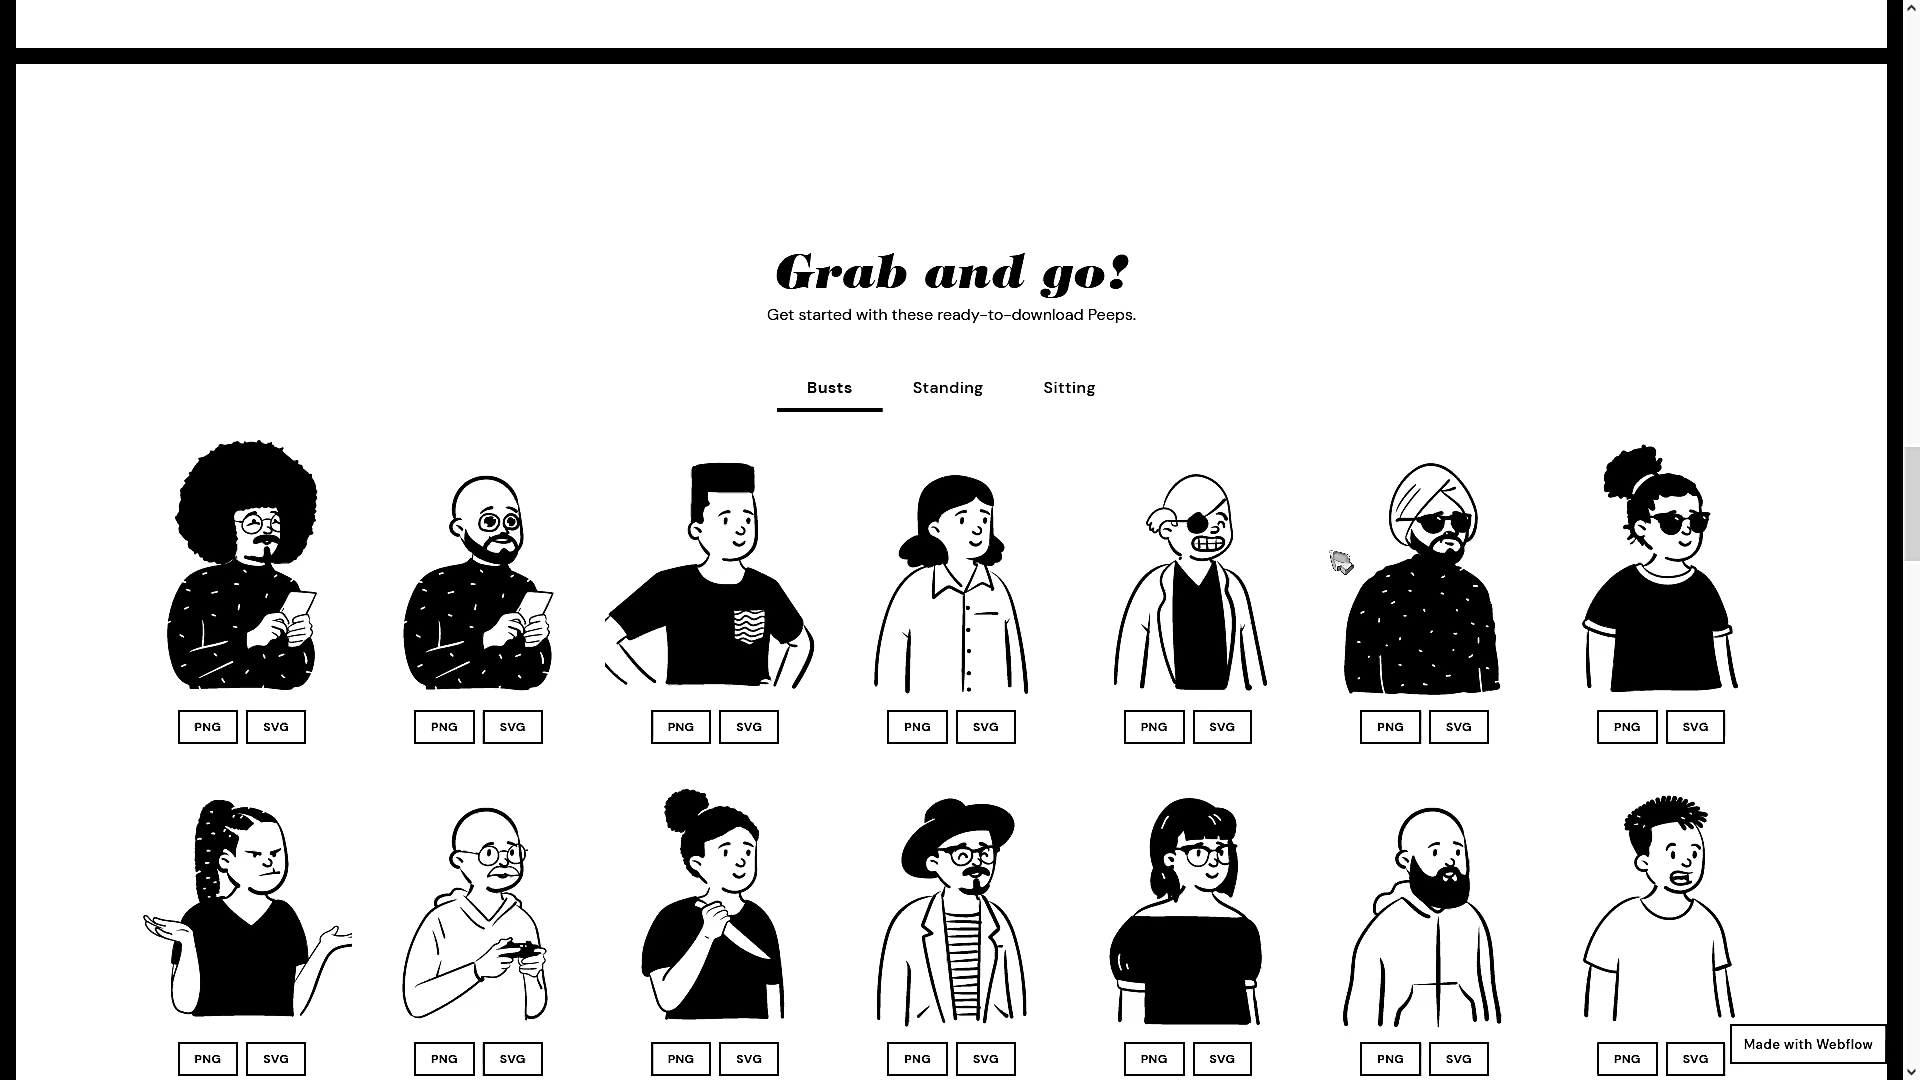 Grab and go!
Get started with these ready-to-download Peeps.
Busts Standing Sitting
PNG SVG PNG SVG PNG SVG PNG SVG PNG SVG PNG SVG PNG SVG
PNG SVG PNG SVG PNG SVG PNG SVG PNG SVG PNG SVG PNG SVG
Made with Webflow